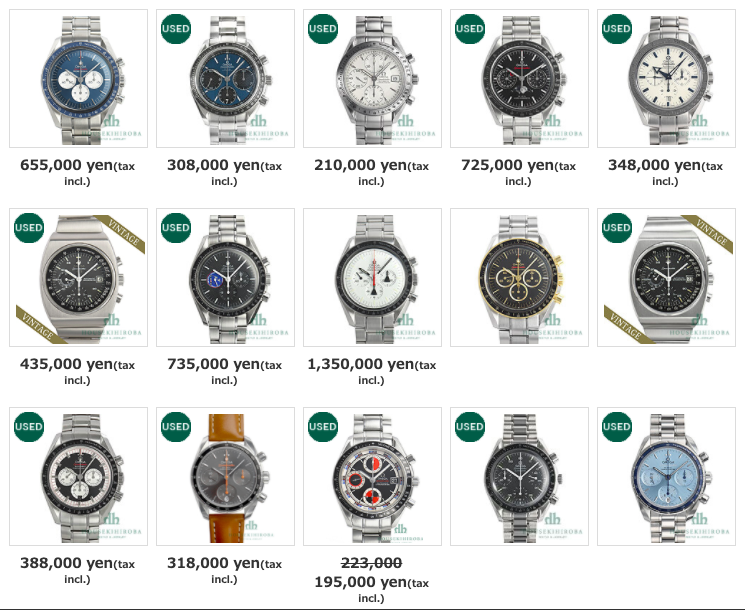 USED
USED
USED
USED
655,000 yen(tax
incl.)
308,000 yen(tax
incl.)
210,000 yen(tax
incl.)
725,000 yen(tax
incl.)
348,000 yen(tax
incl.)
USED
VINTAGE
VINTAGE
USED
USED
VINTAGE
VINTAGE
435,000 yen(tax
incl.)
735,000 yen(tax
incl.)
1,350,000 yen(tax
incl.)
USED
USED
USED
USED
USED
388,000 yen(tax
incl.)
318,000 yen(tax
incl.)
223,000
195,000 yen(tax
incl.)